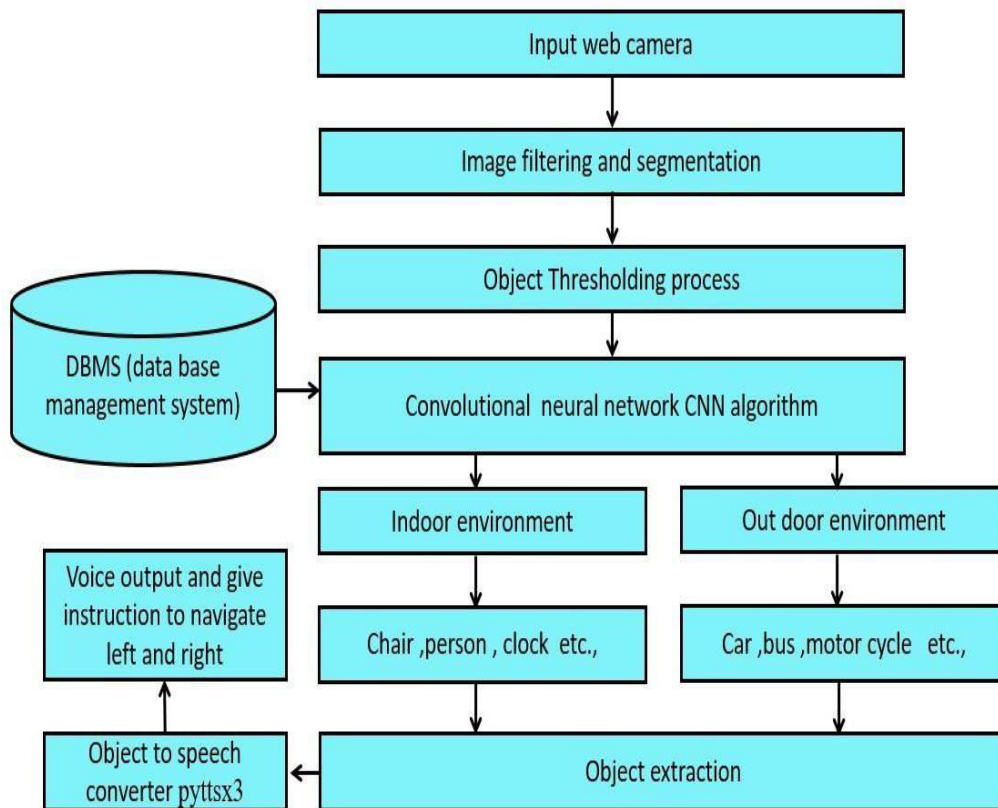 Input web camera
Image filtering and segmentation
Object Thresholding process
DBMS (data base
management system)
Convolutional neural network CNN algorithm
Indoor environment
Out door environment
Chair ,person , clock etc.,
Car ,bus ,motor cycle etc.,
Object extraction
Object to speech
converter pyttsx3
Voice output and give
instruction to navigate
left and right